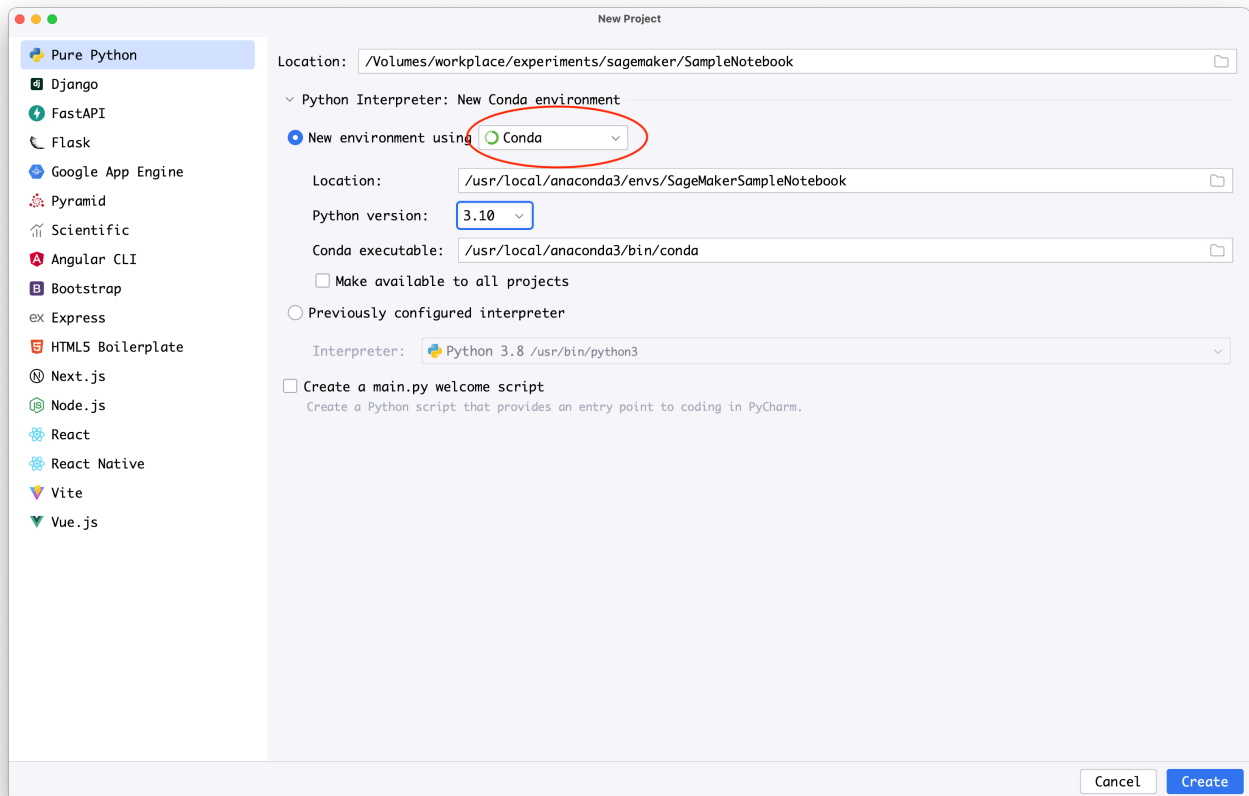 New Project
Pure Python
dj Django
FastAPI
Flask
Google App Engine
Pyramid
Scientific
A Angular CLI
B Bootstrap
ex Express
5 HTML5 Boilerplate
N Next.js
JS Node.js
React
React Native
Vite
Vue.js
Location: /Volumes/workplace/experiments/sagemaker/SampleNotebook
Python Interpreter: New Conda environment
New environment using Conda
Location: /usr/local/anaconda3/envs/SageMakerSampleNotebook
Python version: 3.10
Conda executable: /usr/local/anaconda3/bin/conda
Make available to all projects
Previously configured interpreter
Interpreter: Python 3.8 /usr/bin/python3
Create a main.py welcome script
Create a Python script that provides an entry point to coding in PyCharm.
Cancel Create